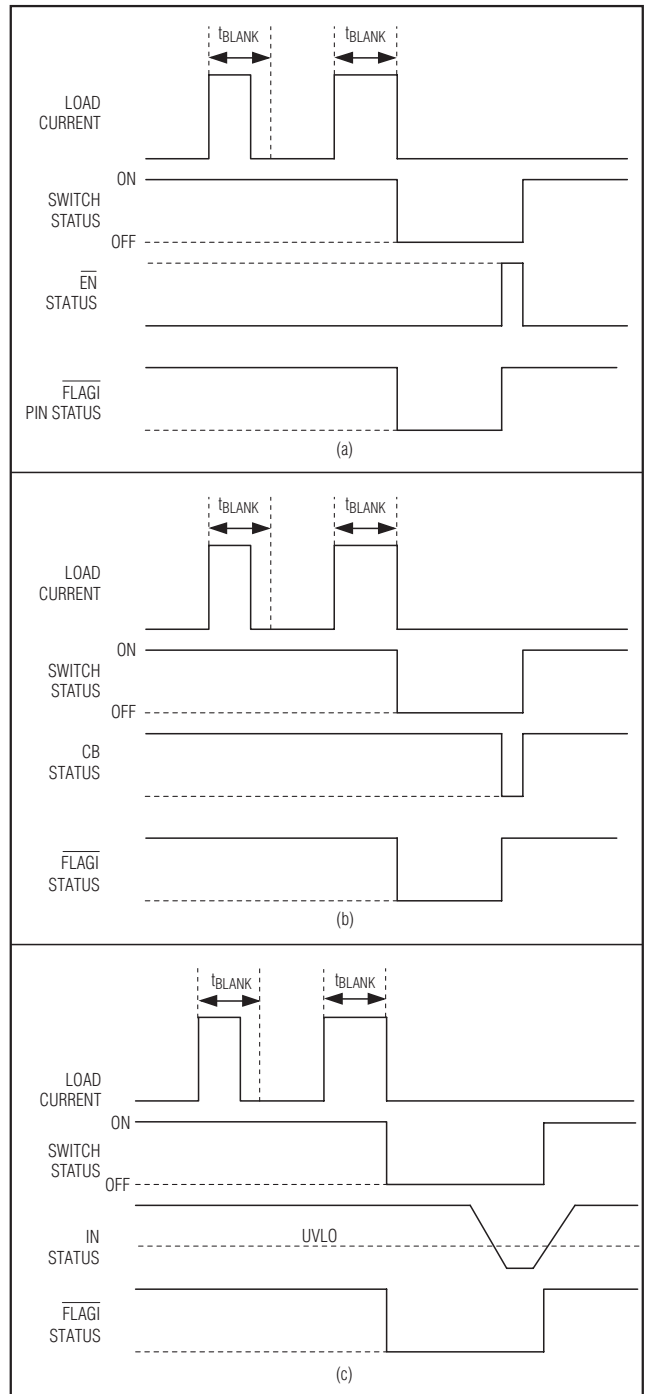 tBLANK tBLANK
LOAD
CURRENT
ON
SWITCH
STATUS
OFF
EN
STATUS
FLAGI
PIN STATUS
(a)
tBLANK tBLANK
LOAD
CURRENT
ON
SWITCH
STATUS
OFF
CB
STATUS
FLAGI
STATUS
(b)
tBLANK tBLANK
LOAD
CURRENT
ON
SWITCH
STATUS
OFF
UVLO
IN
STATUS
FLAGI
STATUS
(c)